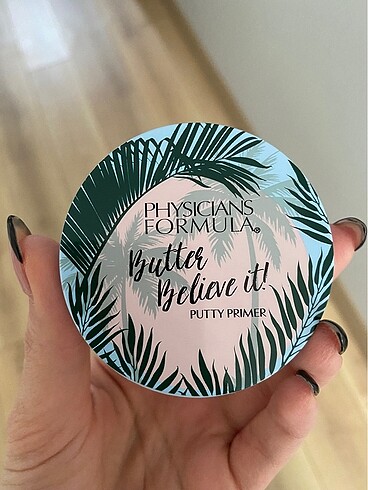 PHYSICIANS
FORMULA®
Butter
Believe it!
PUTTY PRIMER